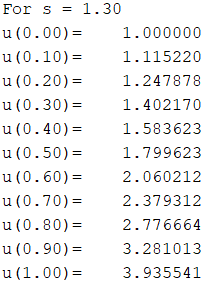 For s = 1.30
u(0.00)= 1.000000
u(0.10)= 1.115220
u(0.20)= 1.247878
u(0.30)= 1.402170
u(0.40)= 1.583623
u(0.50)= 1.799623
u(0.60)= 2.060212
u(0.70)= 2.379312
u(0.80)= 2.776664
u(0.90)= 3.281013
u(1.00)= 3.935541